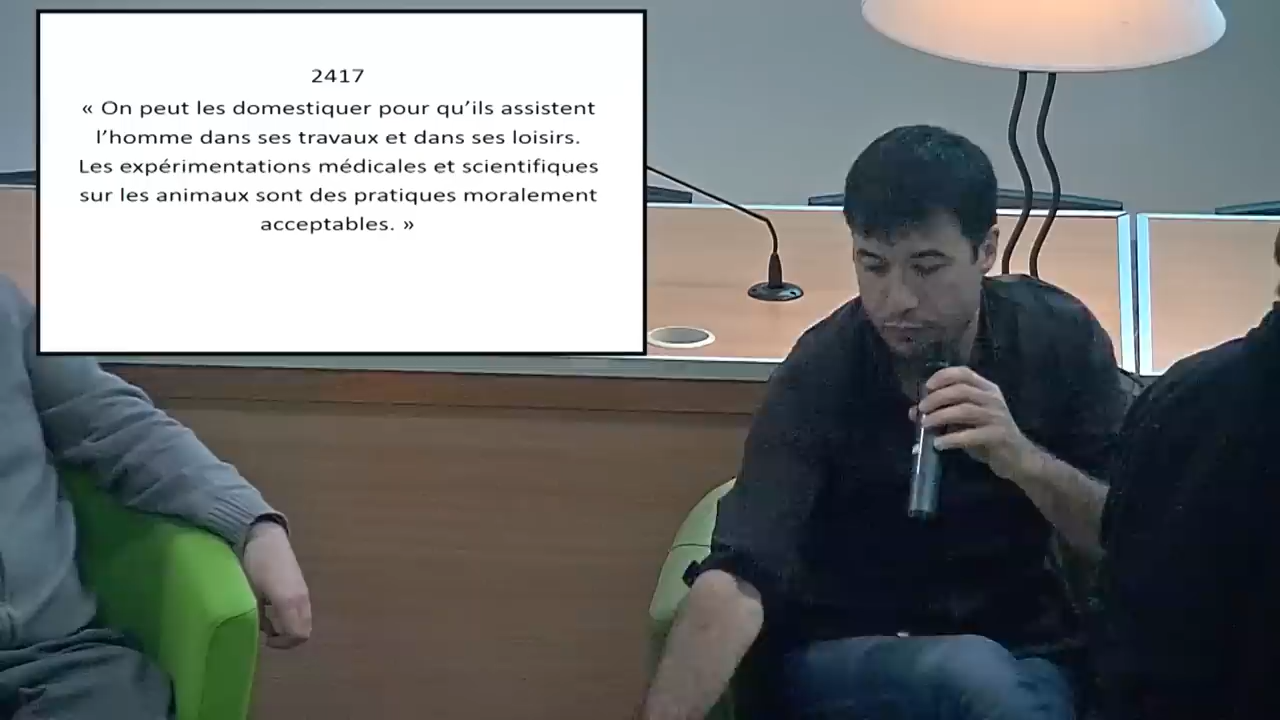 2417
« On peut les domestiquer pour qu’ils assistent
l’homme dans ses travaux et dans ses loisirs.
Les expérimentations médicales et scientifiques
sur les animaux sont des pratiques moralement
acceptables. »